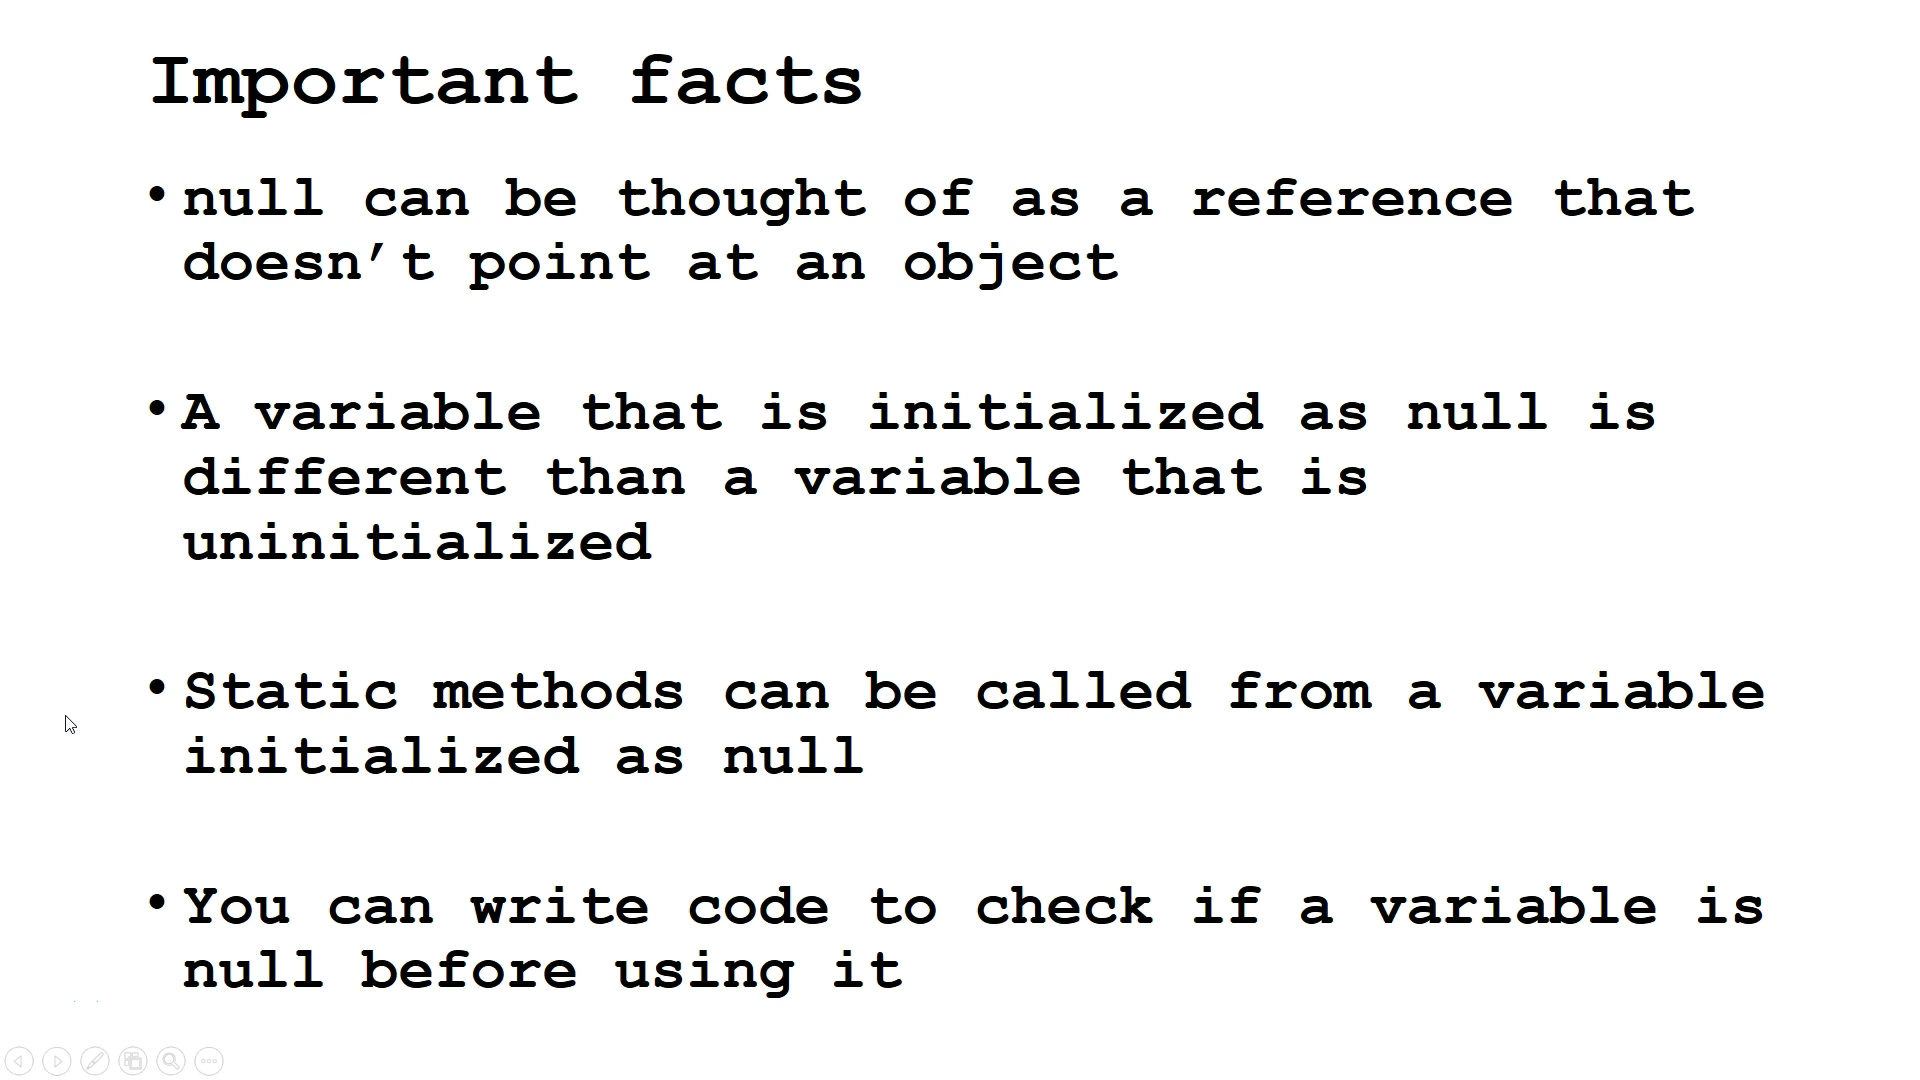 Important facts
• null can be thought of as a reference that
doesn’t point at an object
• A variable that is initialized as null is
different than a variable that is
uninitialized
• Static methods can be called from a variable
initialized as null
• You can write code to check if a variable is
null before using it